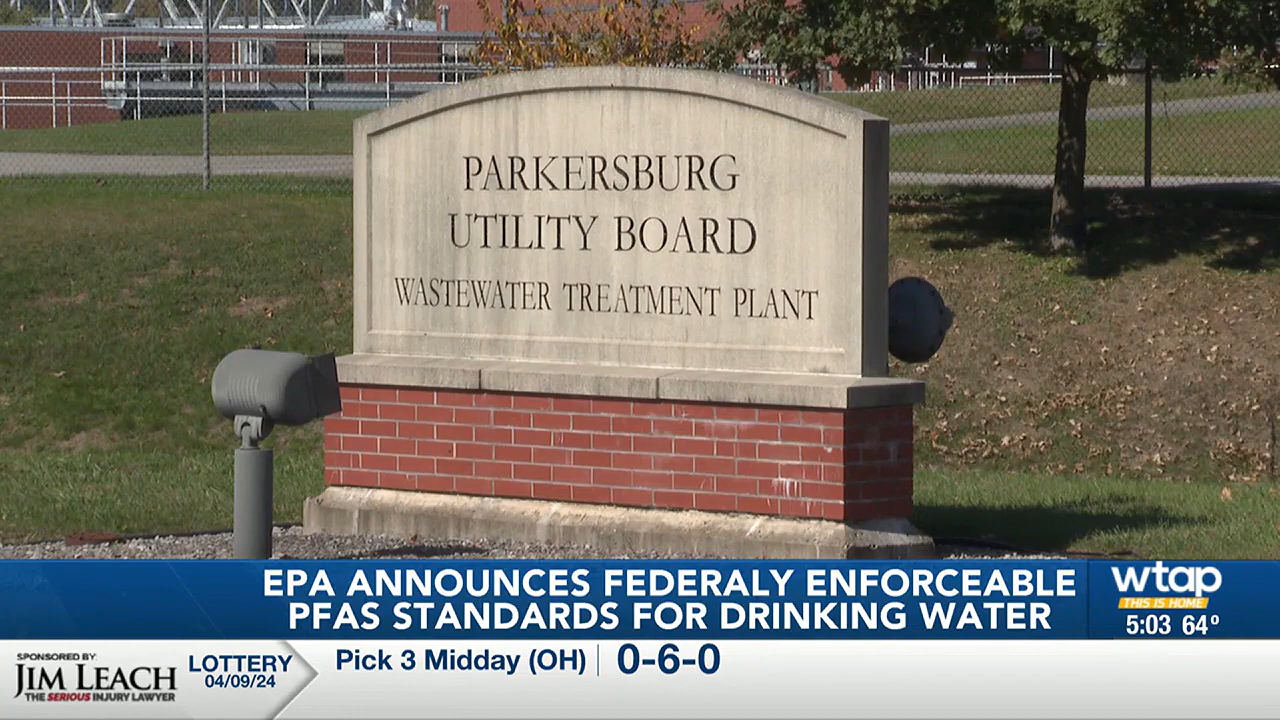 PARKERSBURG
UTILITY BOARD
WASTEWATER TREATMENT PLANT
EPA ANNOUNCES FEDERALY ENFORCEABLE
PFAS STANDARDS FOR DRINKING WATER
wtap
THIS IS HOME
5:03 64°
SPONSORED BY:
JIM LEACH
THE SERIOUS INJURY LAWYER
LOTTERY
04/09/24
Pick 3 Midday (OH) 0-6-0